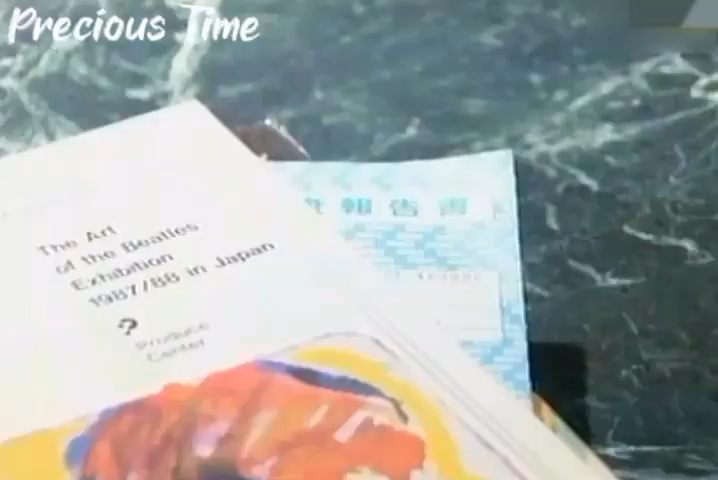 Precious Time
The Art
of the Beatles
Exhibition
1987/88 in Japan
?
Produce
Center
報告書